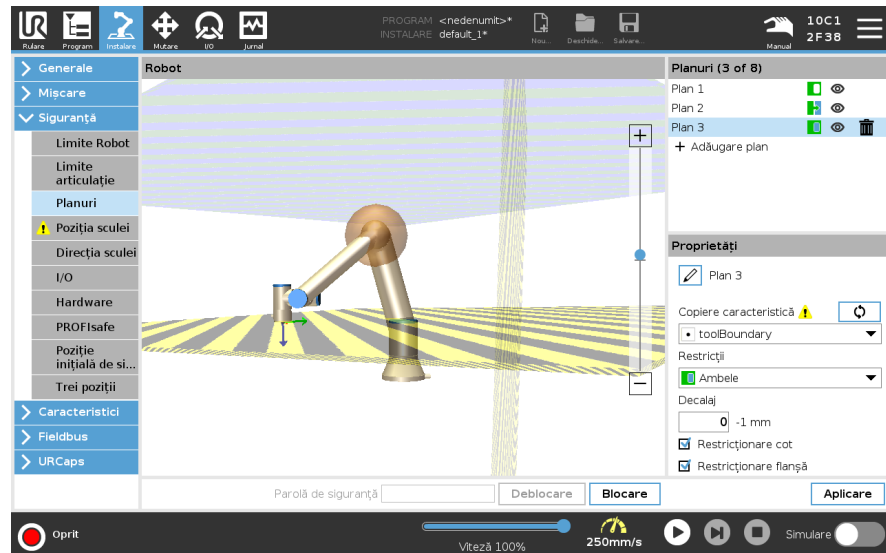 PROGRAM <nedenumit>*
INSTALARE default_1*
Rulare
Program
Instalare
Mutare
I/O
Jurnal
Nou...
Deschide...
Salvare...
Manual
10C1
2F38
Generale
Mișcare
Siguranță
Limite Robot
Limite
articulație
Planuri
Poziția sculei
Direcția sculei
I/O
Hardware
PROFIsafe
Poziție
inițială de si...
Trei poziții
Caracteristici
Fieldbus
URCaps
Robot
Planuri (3 of 8)
Plan 1
Plan 2
Plan 3
+ Adăugare plan
Proprietăți
Plan 3
Copiere caracteristică
toolBoundary
Restricții
Ambele
Decalaj
0 -1 mm
Restricționare cot
Restricționare flanșă
Parolă de siguranță
Deblocare
Blocare
Aplicare
Oprit
Viteză 100%
250mm/s
Simulare